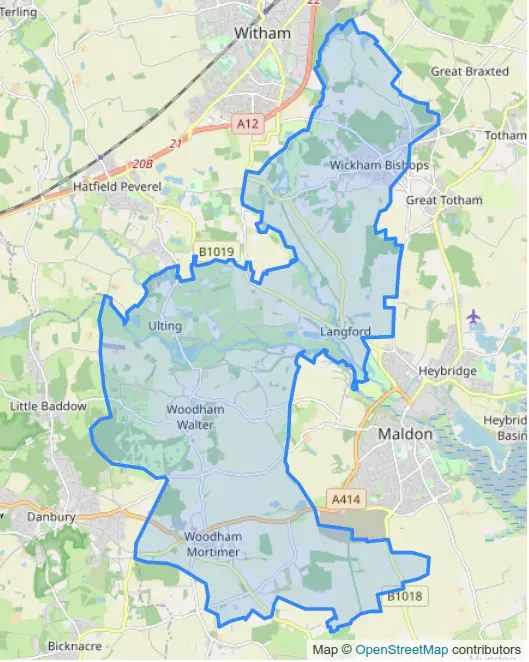 Terling
22
Witham
Great Braxted
A12
21
Totham
20B
Wickham Bishops
Hatfield Peverel
Great Totham
B1019
Ulting
Langford
Heybridge
Little Baddow
Woodham
Walter
Heybridg
Basin
Maldon
A414
Danbury
Woodham
Mortimer
B1018
Bicknacre
Map © OpenStreetMap contributors